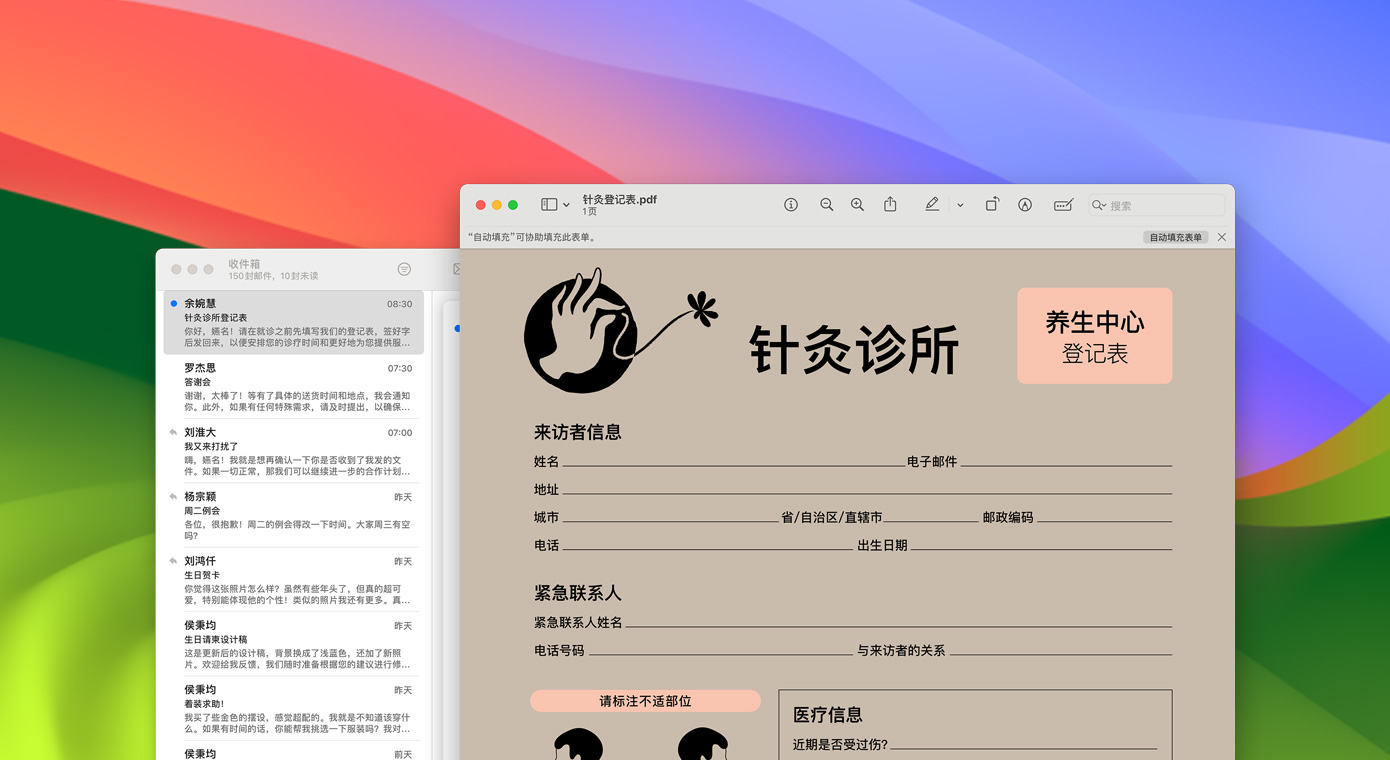 收件箱
150封邮件，10封未读
余婉慧 08:30
针灸诊所登记表
你好，嬿名！请在就诊之前先填写我们的登记表，签好字
后发回来，以便安排您的诊疗时间和更好地为您提供服...
罗杰思 07:30
答谢会
谢谢，太棒了！等有了具体的送货时间和地点，我会通知
你。此外，如果有任何特殊需求，请及时提出，以确保...
刘淮大 07:00
我又来打扰了
嗨，嬿名！我就是想再确认一下你是否收到了我发的文
件。如果一切正常，那我们可以继续进一步的合作计划...
杨宗颖 昨天
周二例会
各位，很抱歉！周二的例会得改一下时间。大家周三有空
吗？
刘鸿仟 昨天
生日贺卡
你觉得这张照片怎么样？虽然有些年头了，但真的超可
爱，特别能体现他的个性！类似的照片我还有更多。真...
侯秉均 昨天
生日请柬设计稿
这是更新后的设计稿，背景换成了浅蓝色，还加了新照
片。欢迎给我反馈，我们随时准备根据您的建议进行修...
侯秉均 昨天
着装求助！
我买了些金色的摆设，感觉超配的。我就是不知道该穿什
么。如果有时间的话，你能帮我挑选一下服装吗？我对...
侯秉均 前天
针灸登记表.pdf
1页
搜索
“自动填充”可协助填充此表单。
自动填充表单
针灸诊所
养生中心
登记表
来访者信息
姓名 电子邮件
地址
城市 省/自治区/直辖市 邮政编码
电话 出生日期
紧急联系人
紧急联系人姓名
电话号码 与来访者的关系
请标注不适部位
医疗信息
近期是否受过伤？